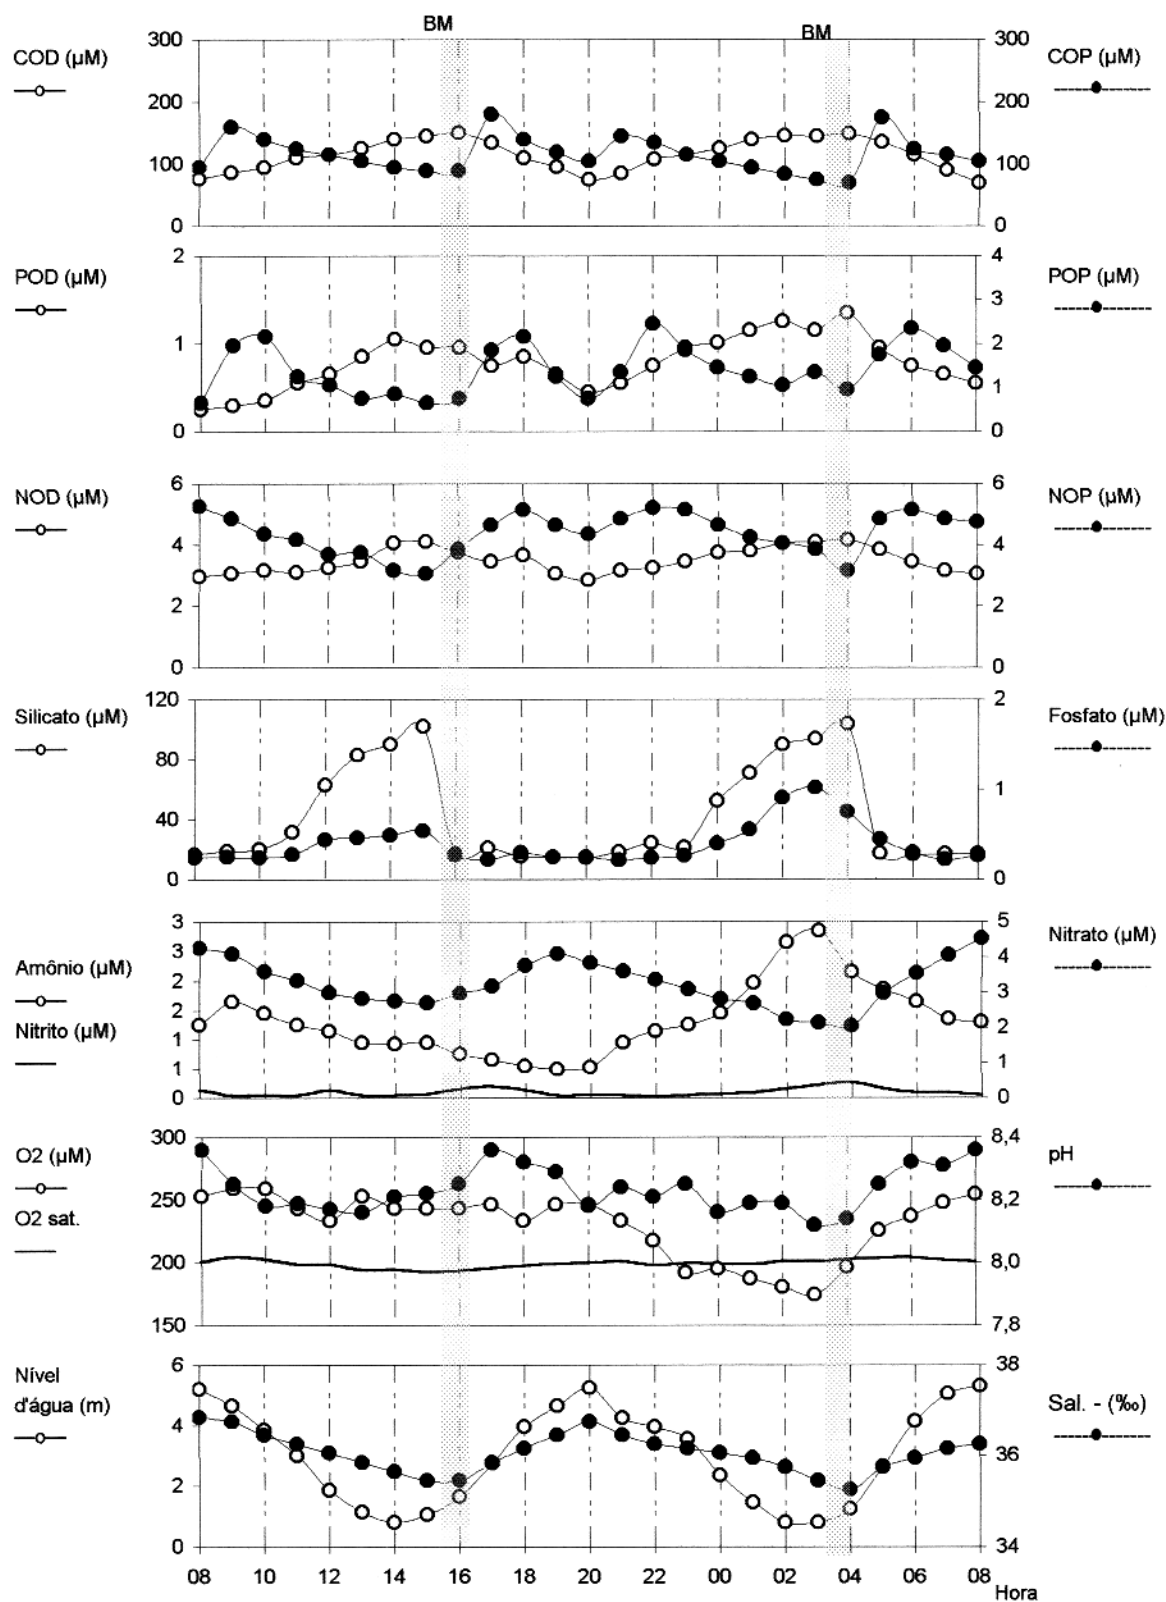 BM
BM
COD (µM)
300
200
100
0
300
200
100
0
COP (µM)
POD (µM)
2
1
0
4
3
2
1
0
POP (µM)
NOD (µM)
6
4
2
0
6
4
2
0
NOP (µM)
Silicato (µM)
120
80
40
0
2
1
0
Fosfato (µM)
Amônio (µM)
Nitrito (µM)
3
3
2
2
1
1
0
5
4
3
2
1
0
Nitrato (µM)
O2 (µM)
O2 sat.
300
250
200
150
8,4
8,2
8,0
7,8
pH
Nível
d'água (m)
6
4
2
0
38
36
34
Sal. - (‰)
08 10 12 14 16 18 20 22 00 02 04 06 08
Hora